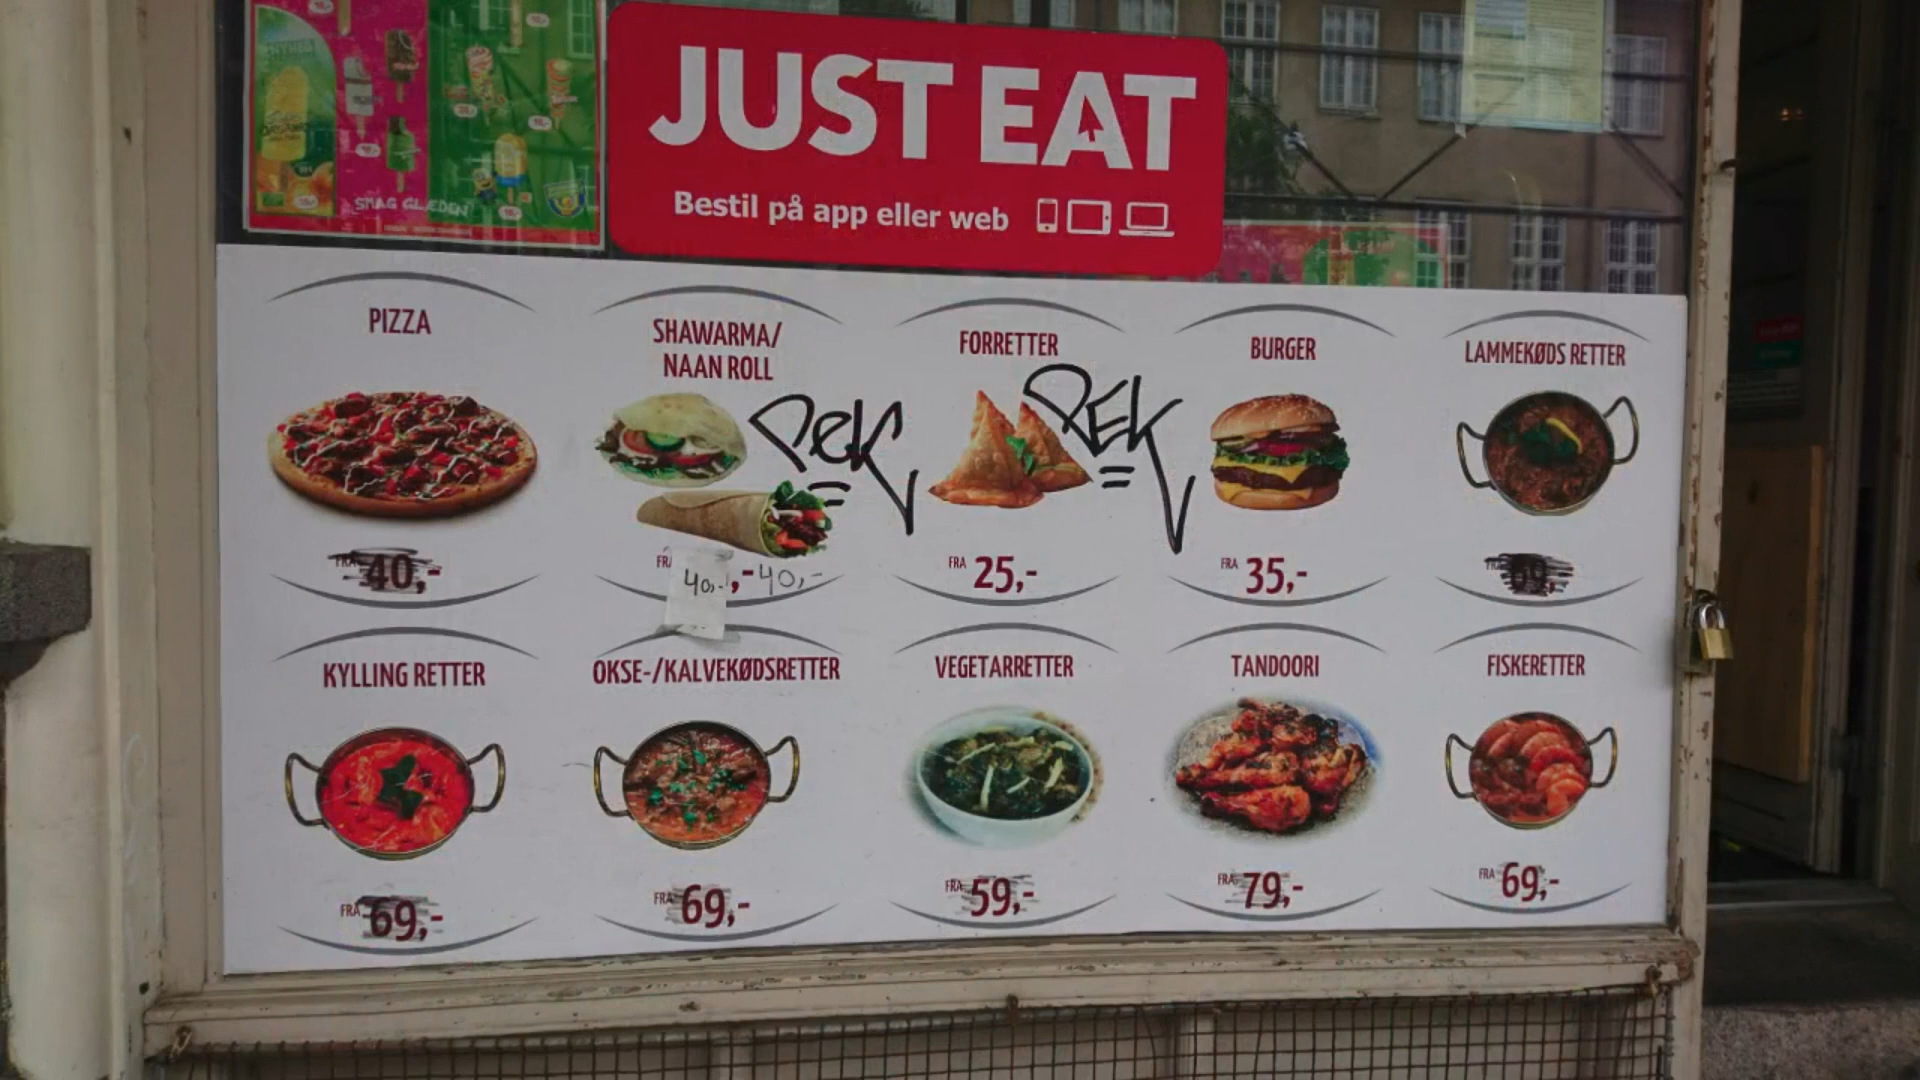 NYHED
SMAG GLÆDEN
JUST EAT
Bestil på app eller web
PIZZA
FRA 40,-
SHAWARMA/
NAAN ROLL
FRA 40,- ,- 40,-
FORRETTER
FRA 25,-
BURGER
FRA 35,-
LAMMEKØDS RETTER
FRA 69,-
PEK
PEK
KYLLING RETTER
FRA 69,-
OKSE-/KALVEKØDSRETTER
FRA 69,-
VEGETARRETTER
FRA 59,-
TANDOORI
FRA 79,-
FISKERETTER
FRA 69,-